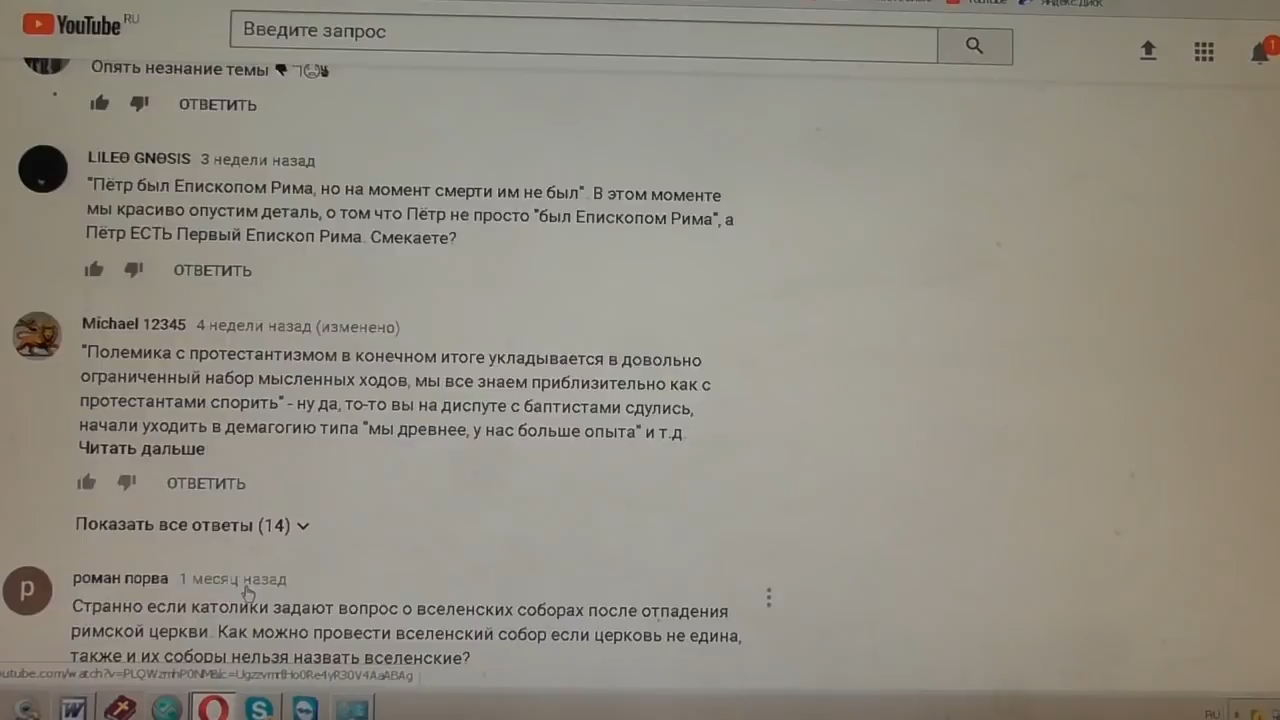 YouTube RU
Введите запрос
1
Опять незнание темы
ОТВЕТИТЬ
LILEΘ GNΘSIS 3 недели назад
"Пётр был Епископом Рима, но на момент смерти им не был". В этом моменте
мы красиво опустим деталь, о том что Пётр не просто "был Епископом Рима", а
Пётр ЕСТЬ Первый Епископ Рима. Смекаете?
ОТВЕТИТЬ
Michael 12345 4 недели назад (изменено)
"Полемика с протестантизмом в конечном итоге укладывается в довольно
ограниченный набор мысленных ходов, мы все знаем приблизительно как с
протестантами спорить" - ну да, то-то вы на диспуте с баптистами сдулись,
начали уходить в демагогию типа "мы древнее, у нас больше опыта" и т.д.
Читать дальше
ОТВЕТИТЬ
Показать все ответы (14)
р
роман порва 1 месяц назад
Странно если католики задают вопрос о вселенских соборах после отпадения
римской церкви. Как можно провести вселенский собор если церковь не едина,
также и их соборы нельзя назвать вселенские?
RU